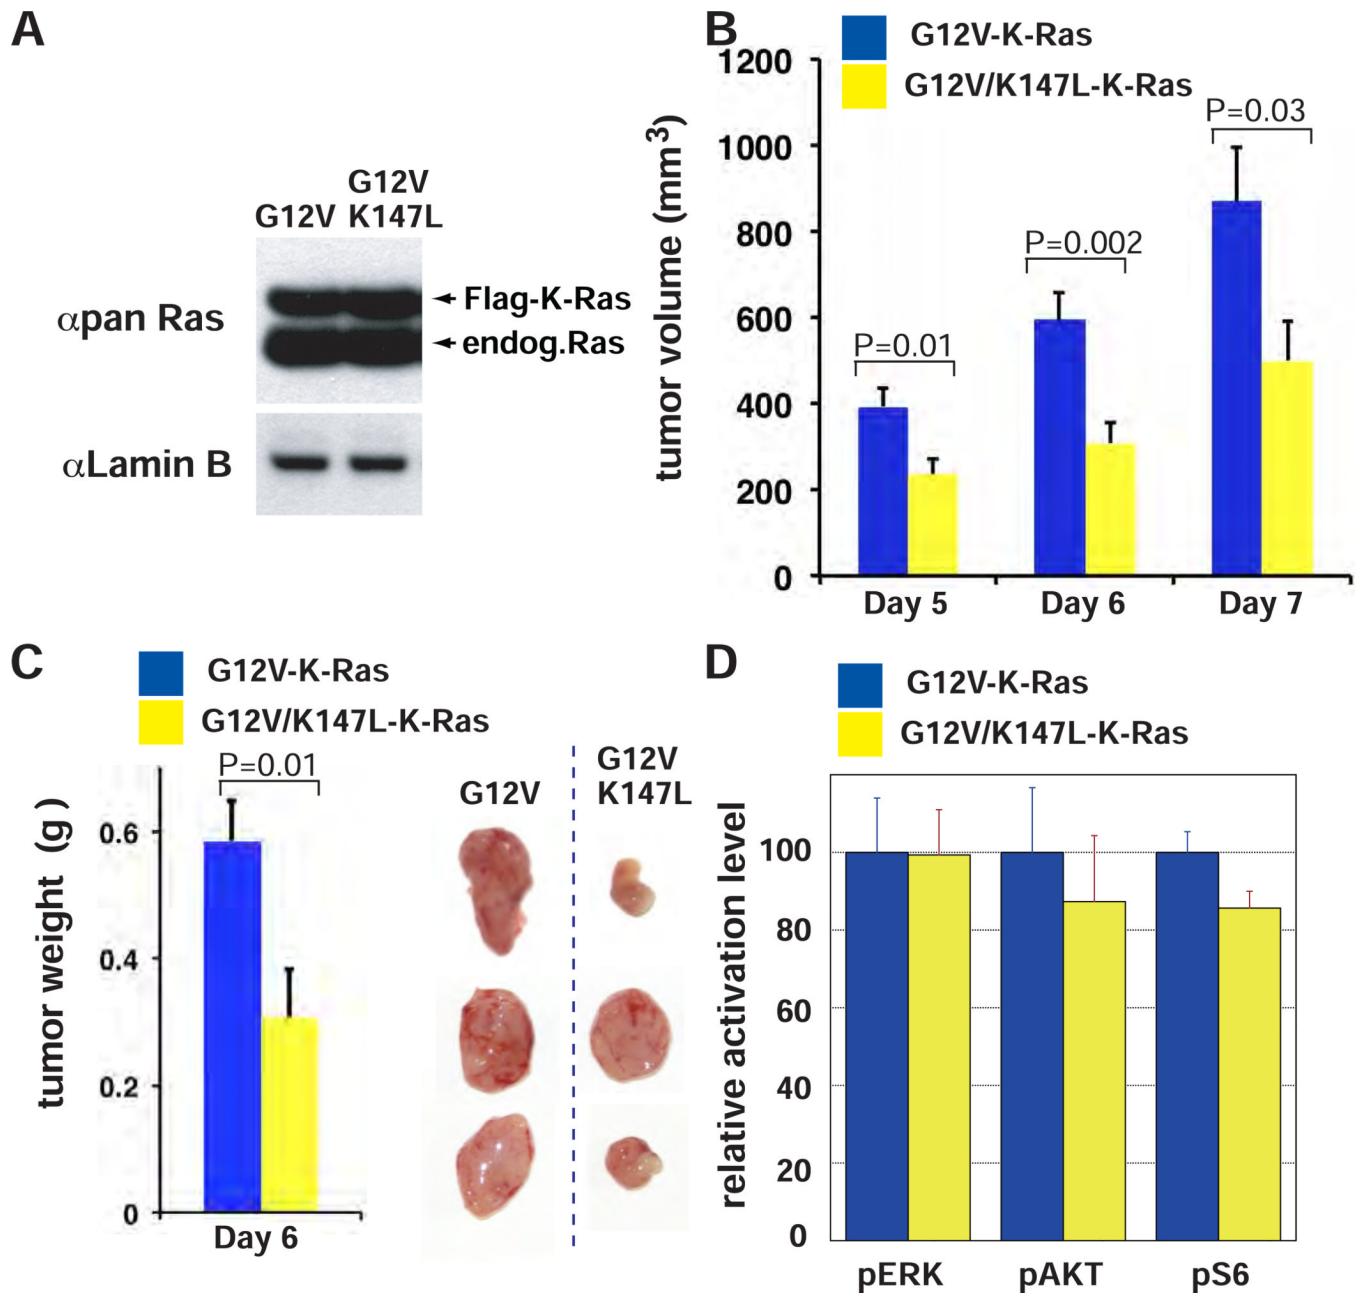 A
G12V
G12V
K147L
αpan Ras
Flag-K-Ras
endog.Ras
αLamin B
B
G12V-K-Ras
G12V/K147L-K-Ras
tumor volume (mm³)
1200
1000
800
600
400
200
0
P=0.01
P=0.002
P=0.03
Day 5
Day 6
Day 7
C
G12V-K-Ras
G12V/K147L-K-Ras
P=0.01
tumor weight (g )
0.6
0.4
0.2
0
Day 6
G12V
G12V
K147L
D
G12V-K-Ras
G12V/K147L-K-Ras
relative activation level
100
80
60
40
20
0
pERK
pAKT
pS6